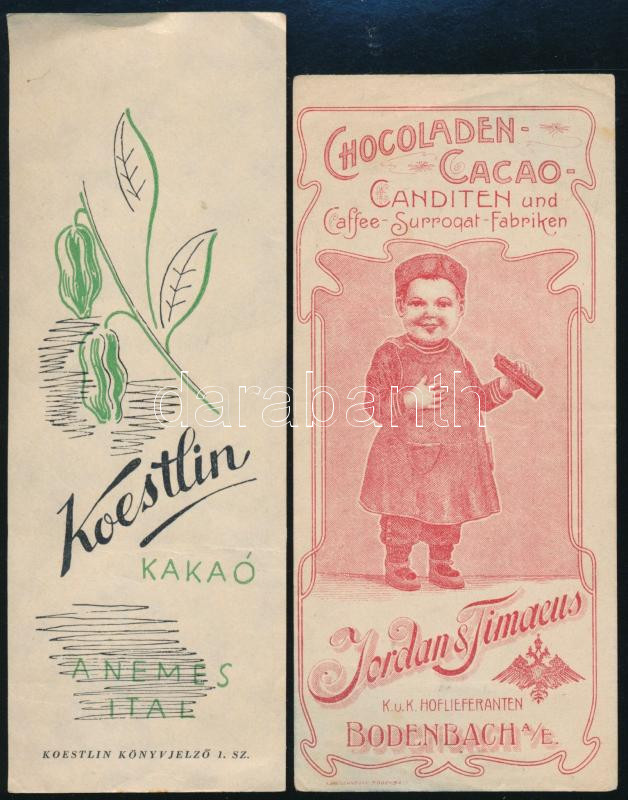 Koestlin
KAKAÓ
A NEMES
ITAL
KOESTLIN KÖNYVJELZŐ 1. SZ.
CHOCOLADEN-
CACAO-
CANDITEN und
Caffee-Surrogat-Fabriken
Jordan & Timaeus
K.u.K. HOFLIEFERANTEN
BODENBACH A/E.
darabanth